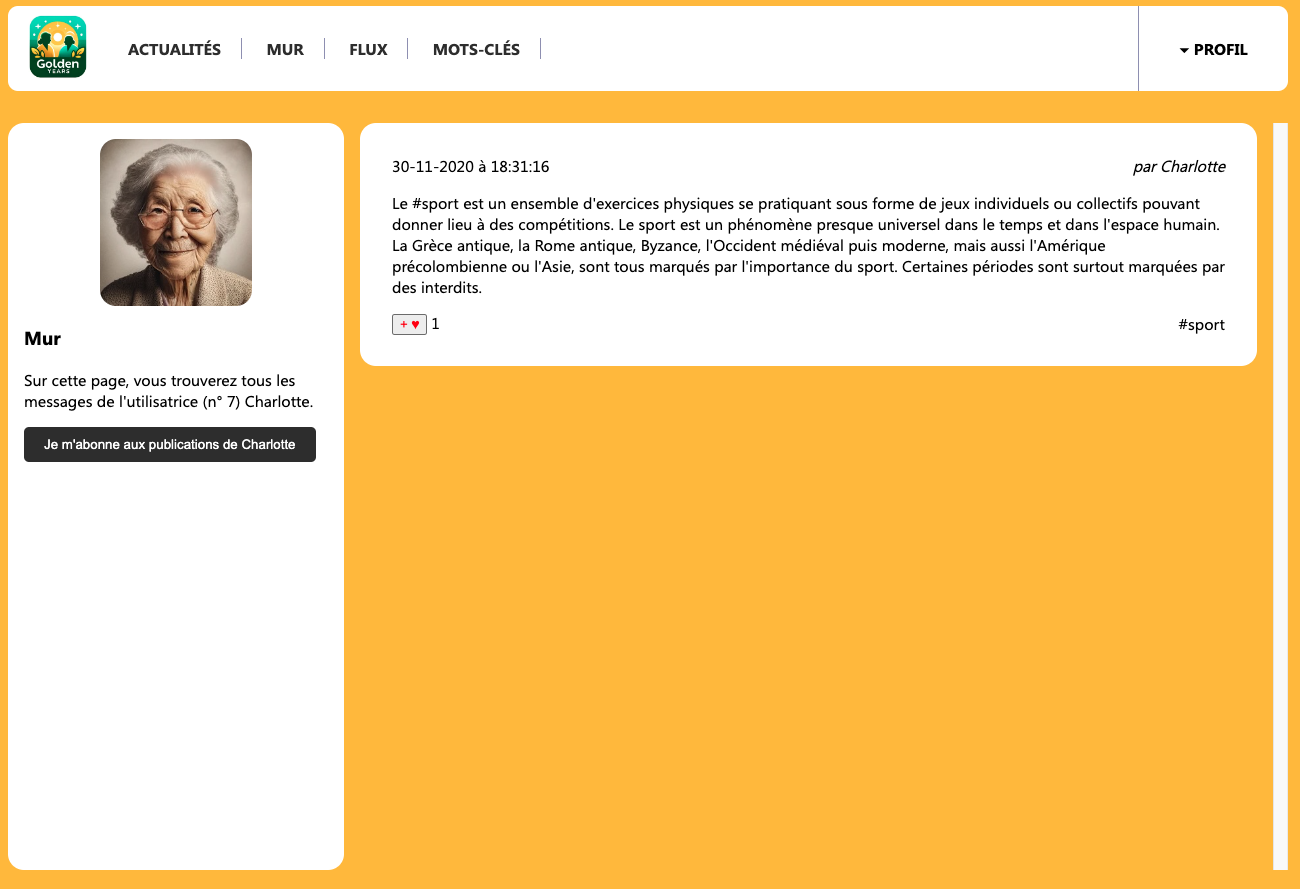 Golden
YEARS
ACTUALITÉS
MUR
FLUX
MOTS-CLÉS
PROFIL
Mur
Sur cette page, vous trouverez tous les
messages de l'utilisatrice (n° 7) Charlotte.
Je m'abonne aux publications de Charlotte
30-11-2020 à 18:31:16
par Charlotte
Le #sport est un ensemble d'exercices physiques se pratiquant sous forme de jeux individuels ou collectifs pouvant
donner lieu à des compétitions. Le sport est un phénomène presque universel dans le temps et dans l'espace humain.
La Grèce antique, la Rome antique, Byzance, l'Occident médiéval puis moderne, mais aussi l'Amérique
précolombienne ou l'Asie, sont tous marqués par l'importance du sport. Certaines périodes sont surtout marquées par
des interdits.
+ ♥ 1
#sport